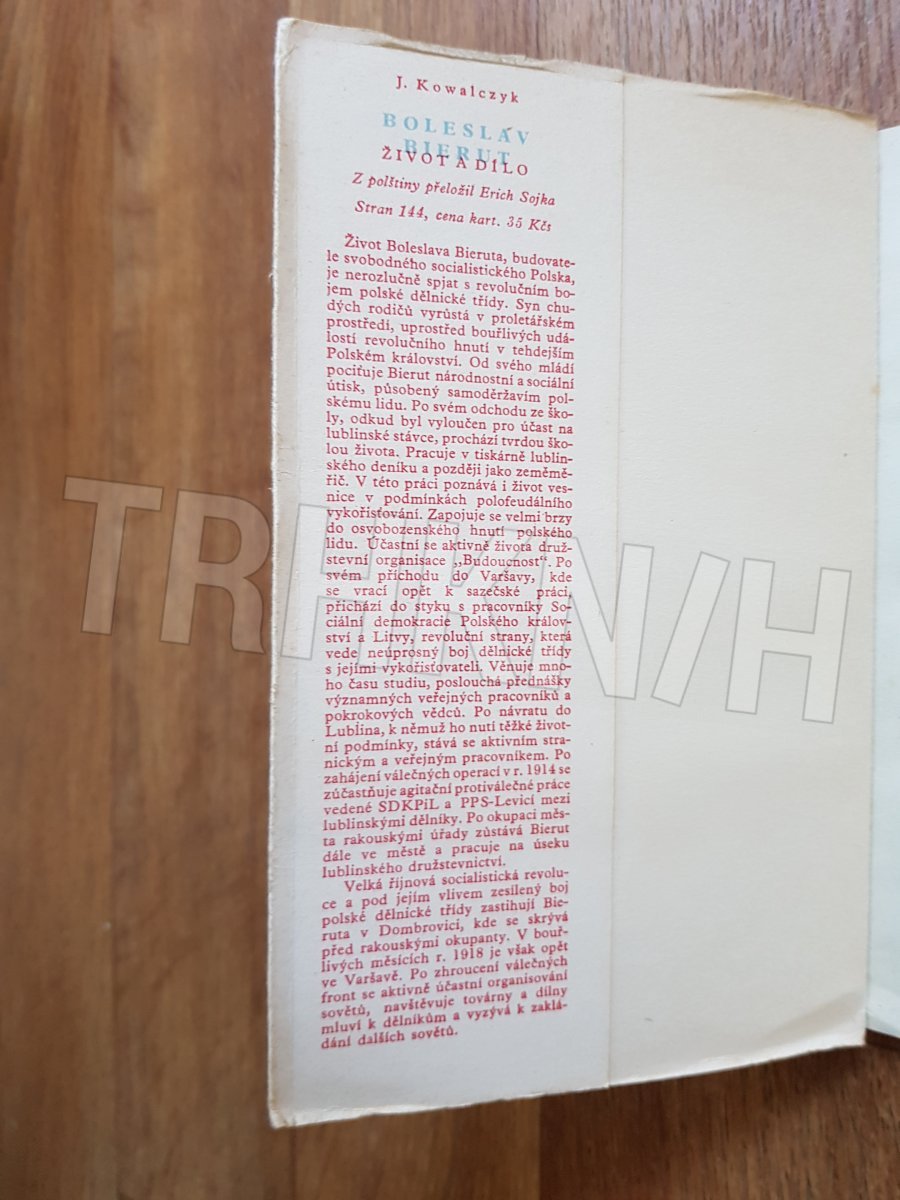 J. Kowalczyk
BOLESLAV
BIERUT
ŽIVOT A DÍLO
Z polštiny přeložil Erich Sojka
Stran 144, cena kart. 35 Kčs
Život Boleslava Bieruta, budovate-
le svobodného socialistického Polska,
je nerozlučně spjat s revolučním bo-
jem polské dělnické třídy. Syn chu-
dých rodičů vyrůstá v proletářském
prostředí, uprostřed bouřlivých udá-
lostí revolučního hnutí v tehdejším
Polském království. Od svého mládí
pociťuje Bierut národnostní a sociální
útisk, působený samoděržavím pol-
skému lidu. Po svém odchodu ze ško-
ly, odkud byl vyloučen pro účast na
lublinské stávce, prochází tvrdou ško-
lou života. Pracuje v tiskárně lublin-
ského deníku a později jako zeměmě-
řič. V této práci poznává i život ves-
nice v podmínkách polofeudálního
vykořisťování. Zapojuje se velmi brzy
do osvobozenského hnutí polského
lidu. Účastní se aktivně života druž-
stevní organisace „Budoucnost“. Po
svém příchodu do Varšavy, kde
se vrací opět k sazečské práci,
přichází do styku s pracovníky So-
ciální demokracie Polského králov-
ství a Litvy, revoluční strany, která
vede neúprosný boj dělnické třídy
s jejími vykořisťovateli. Věnuje mno-
ho času studiu, poslouchá přednášky
významných veřejných pracovníků a
pokrokových vědců. Po návratu do
Lublina, k němuž ho nutí těžké život-
ní podmínky, stává se aktivním stra-
nickým a veřejným pracovníkem. Po
zahájení válečných operací v r. 1914 se
zúčastňuje agitační protiválečné práce
vedené SDKPiL a PPS-Levicí mezi
lublinskými dělníky. Po okupaci měs-
ta rakouskými úřady zůstává Bierut
dále ve městě a pracuje na úseku
lublinského družstevnictví.
Velká říjnová socialistická revolu-
ce a pod jejím vlivem zesílený boj
polské dělnické třídy zastihují Bie-
ruta v Dombrovici, kde se skrývá
před rakouskými okupanty. V bouř-
livých měsících r. 1918 je však opět
ve Varšavě. Po zhroucení válečných
front se aktivně účastní organisování
sovětů, navštěvuje továrny a dílny
mluví k dělníkům a vyzývá k zaklá-
dání dalších sovětů.
TRHKN/H